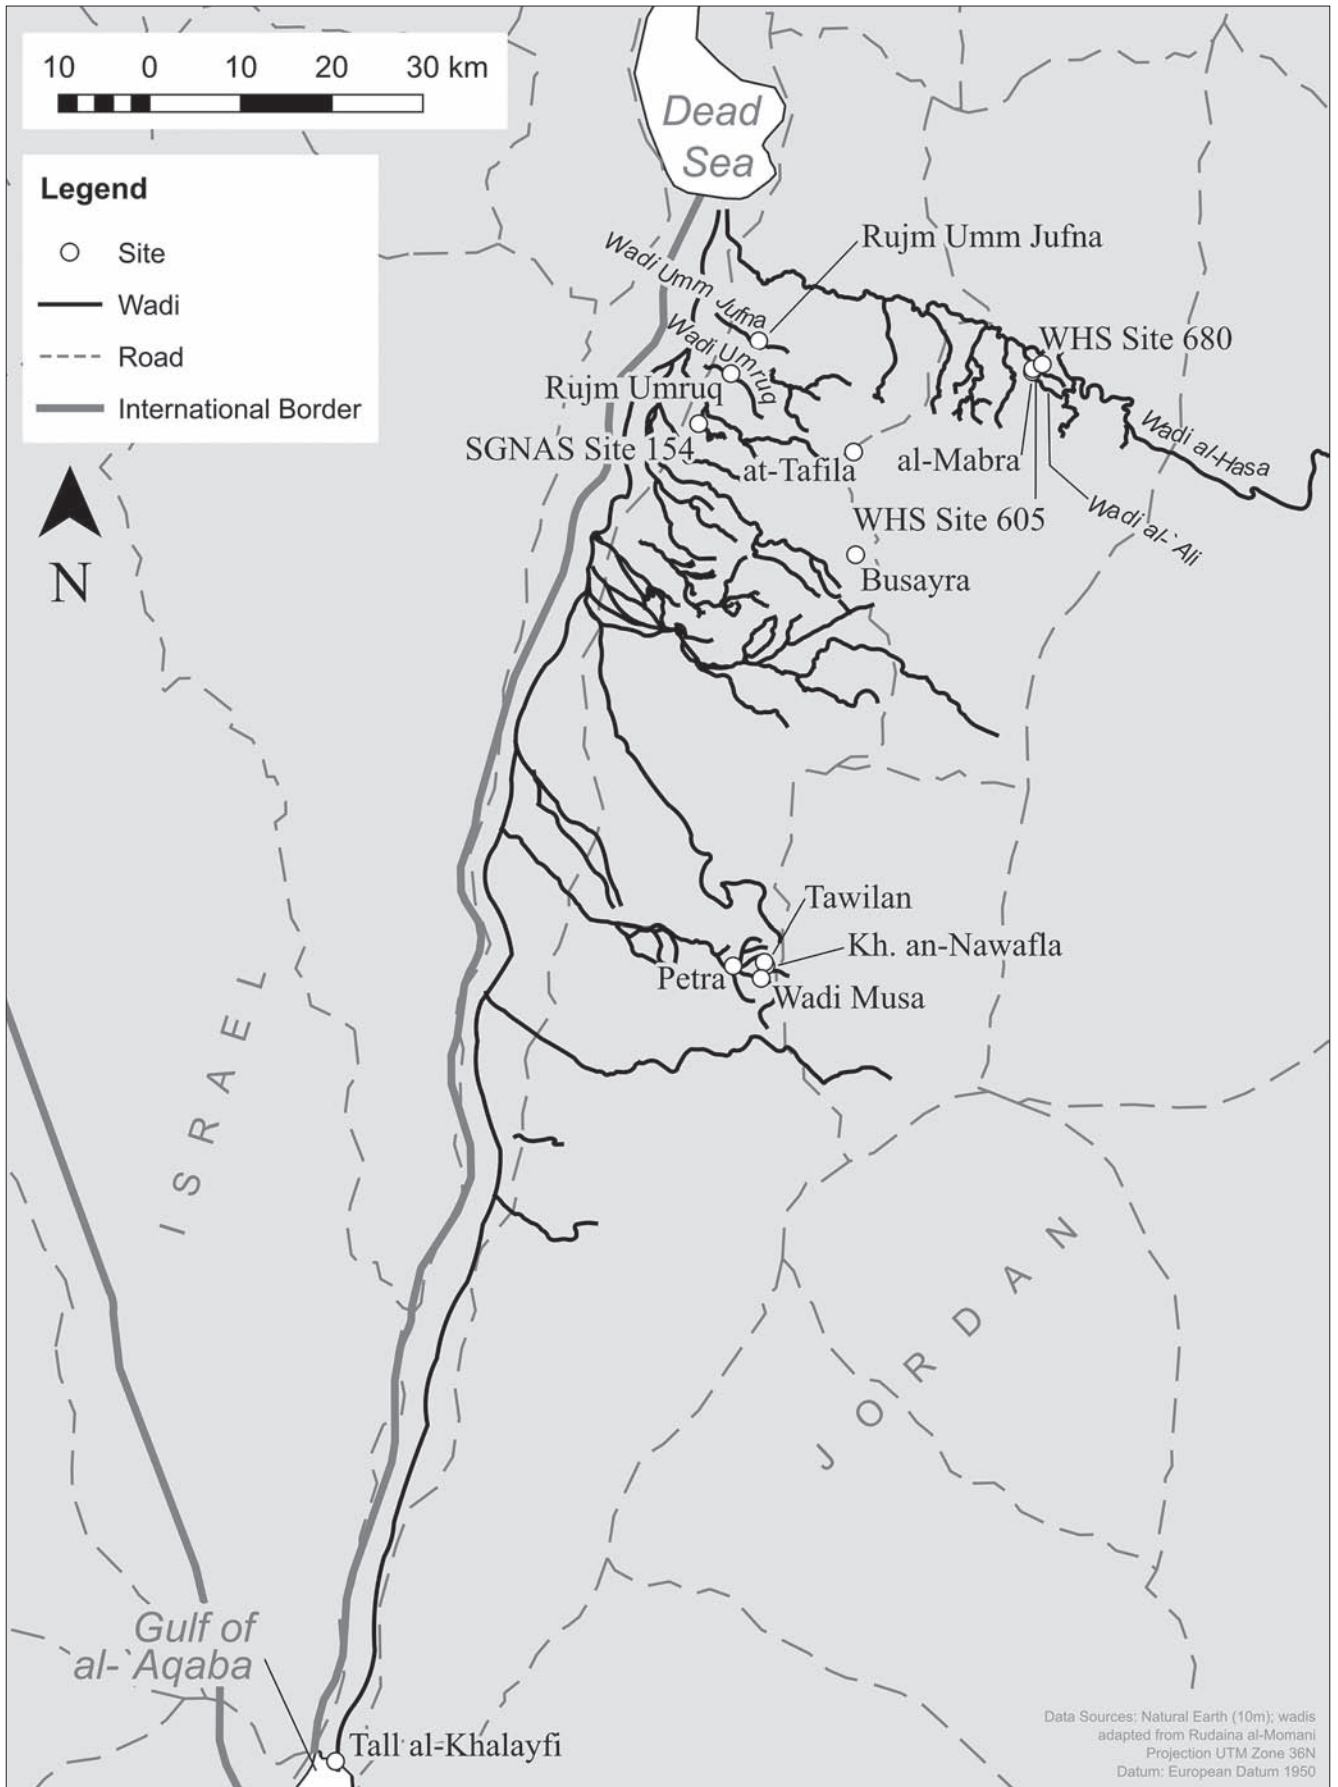 10 0 10 20 30 km
Dead
Sea
Legend
Site
Wadi
Road
International Border
N
Wadi Umm Jufna
Rujm Umm Jufna
Wadi Umruq
WHS Site 680
Rujm Umruq
SGNAS Site 154
at-Tafila
al-Mabra
Wadi al-Hasa
WHS Site 605
Wadi al-`Ali
Busayra
Tawilan
Kh. an-Nawafla
Petra
Wadi Musa
ISRAEL
JORDAN
Gulf of
al-`Aqaba
Tall al-Khalayfi
Data Sources: Natural Earth (10m); wadis
adapted from Rudaina al-Momani
Projection UTM Zone 36N
Datum: European Datum 1950